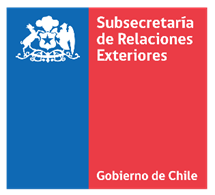 Subsecretaría
de Relaciones
Exteriores
Gobierno de Chile